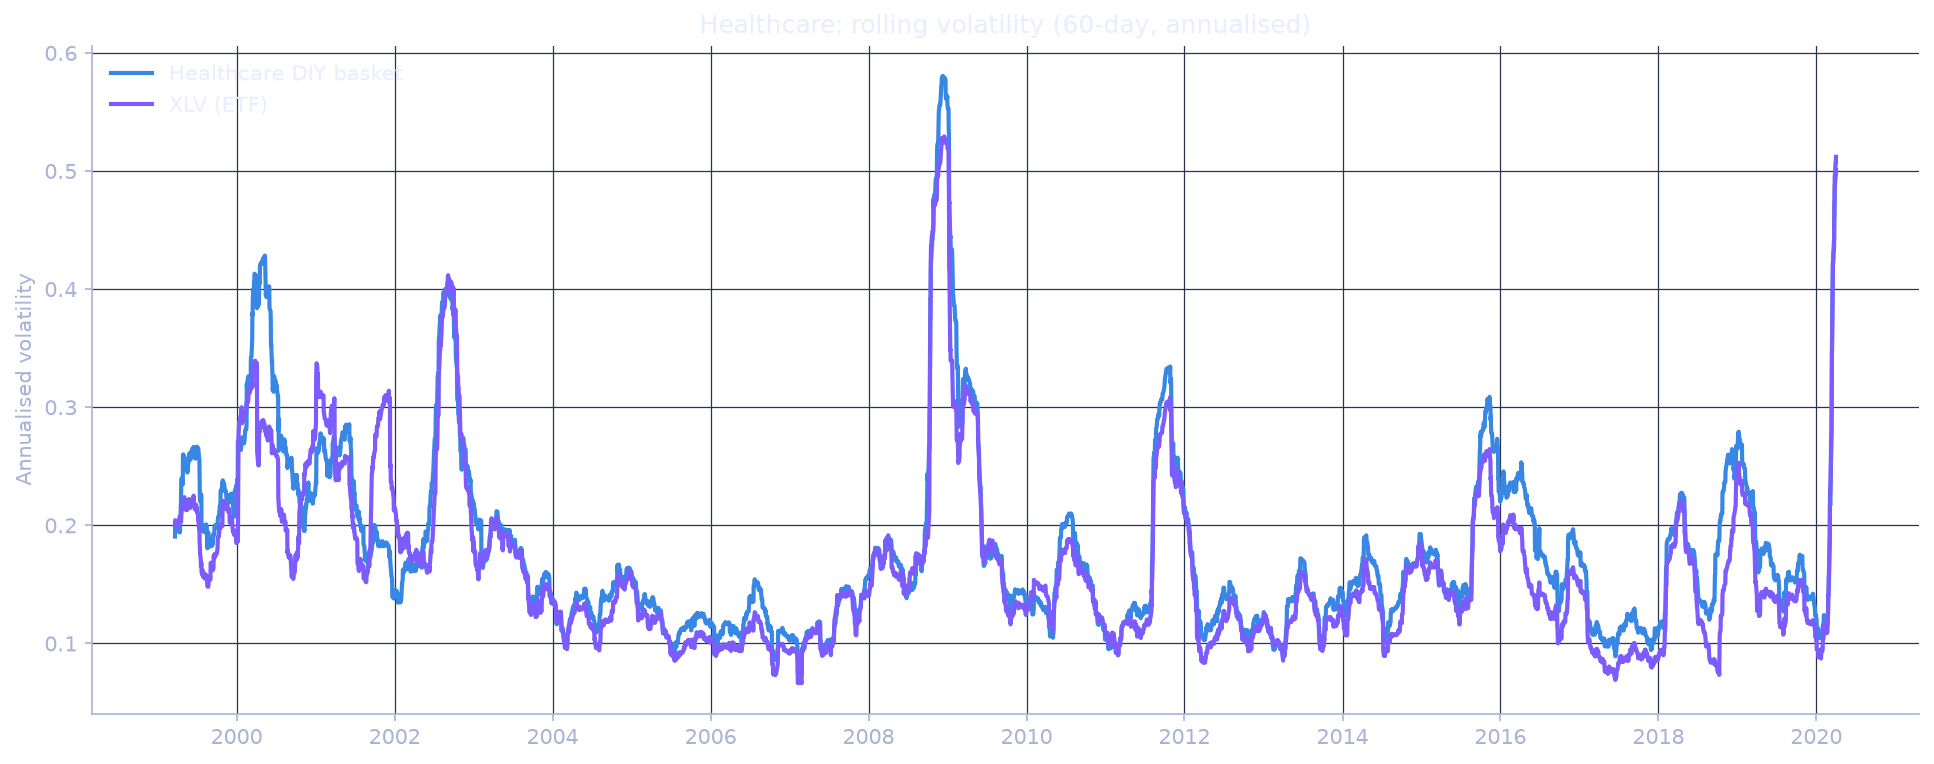 Healthcare: rolling volatility (60-day, annualised)
Healthcare DIY basket
XLV (ETF)
Annualised volatility
0.6
0.5
0.4
0.3
0.2
0.1
2000 2002 2004 2006 2008 2010 2012 2014 2016 2018 2020